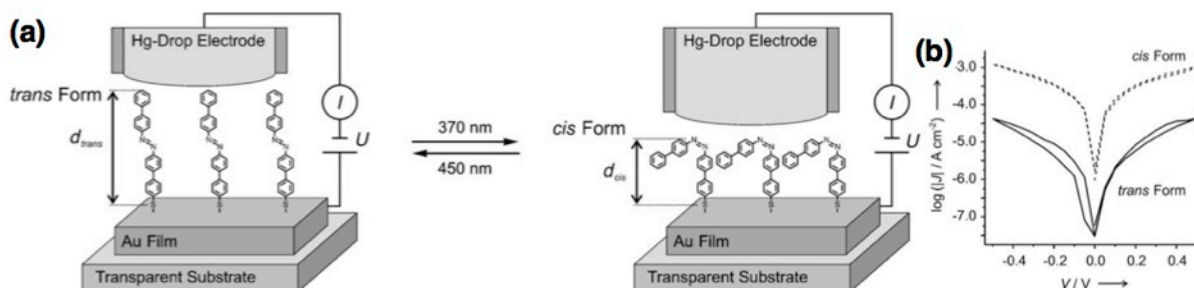 (a)
Hg-Drop Electrode
trans Form
d trans
N
N
N
N
N
N
S
S
S
I
U
Au Film
Transparent Substrate
370 nm
450 nm
Hg-Drop Electrode
cis Form
d cis
N
N
N
N
N
N
S
S
S
I
U
Au Film
Transparent Substrate
(b)
log (|J| / A cm-2)
-3.0
-4.0
-5.0
-6.0
-7.0
cis Form
trans Form
-0.4
-0.2
0.0
0.2
0.4
V / V